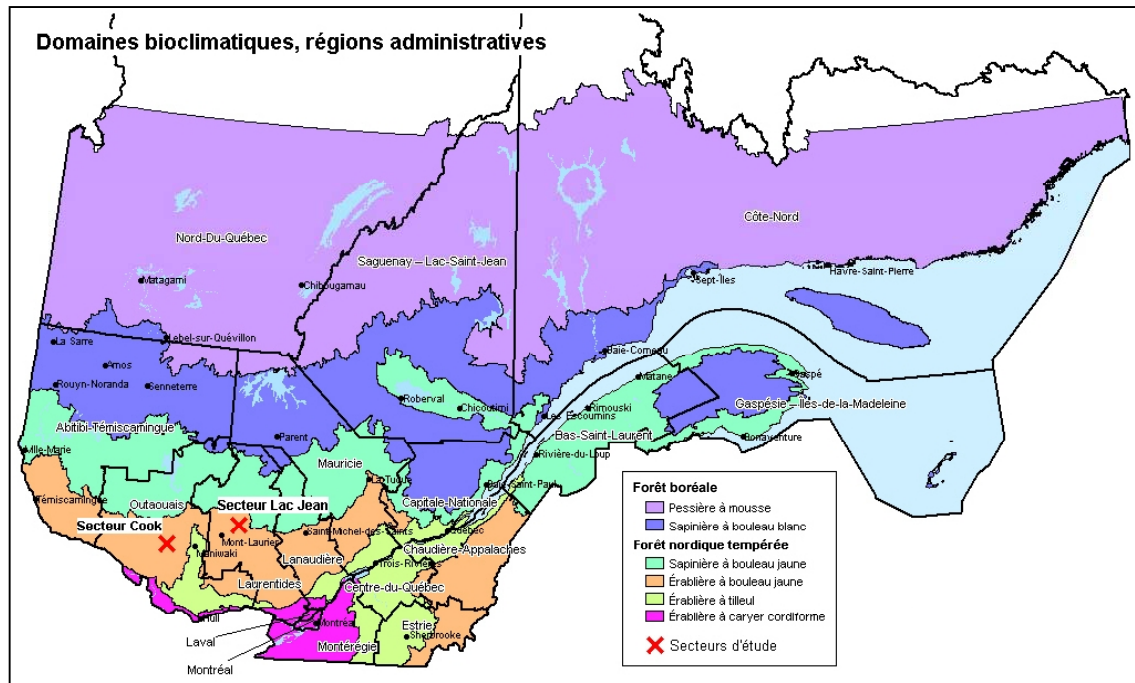 Domaines bioclimatiques, régions administratives
Côte-Nord
Nord-Du-Québec
Saguenay – Lac-Saint-Jean
Matagami
Chibougamau
Sept-Îles
Havre-Saint-Pierre
La Sarre
Lebel-sur-Quévillon
Baie-Comeau
Amos
Matane
Gaspé
Rouyn-Noranda
Senneterre
Roberval
Chicoutimi
Rimouski
Gaspésie – Iles-de-la-Madeleine
Les Escoumins
Abitibi-Témiscamingue
Parent
Bas-Saint-Laurent
Bonaventure
Ville-Marie
Mauricie
Rivière-du-Loup
La Tuque
Baie-Saint-Paul
Témiscamingue
Outaouais
Secteur Lac Jean
Capitale-Nationale
Secteur Cook
Saint-Michel-des-Saints
Québec
Mont-Laurier
Maniwaki
Lanaudière
Chaudière-Appalaches
Trois-Rivières
Laurentides
Centre-du-Québec
Hull
Montréal
Estrie
Laval
Sherbrooke
Montérégie
Montréal
Forêt boréale
Pessière à mousse
Sapinière à bouleau blanc
Forêt nordique tempérée
Sapinière à bouleau jaune
Érablière à bouleau jaune
Érablière à tilleul
Érablière à caryer cordiforme
Secteurs d'étude